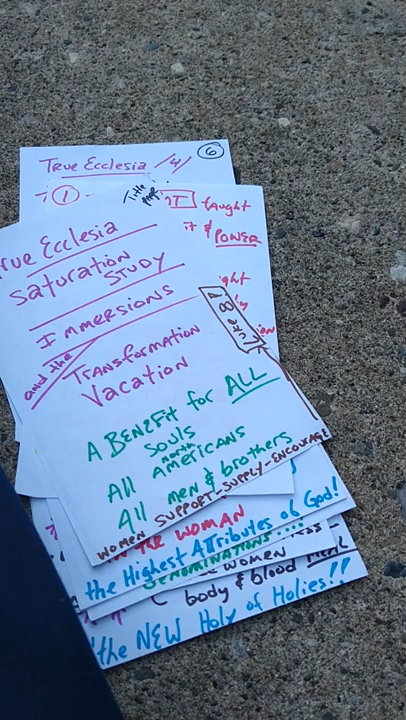 True Ecclesia /4/
6
1
Title page
taught
it & POWER
True Ecclesia
Saturation
STUDY
Immersions
and the
Transformation
Vacation
Luke 8
A BENEFit for ALL
Souls
All North Americans
All men & brothers
WOMEN SUPPORT-SUPPLY-ENCOURAGE
THE WOMAN
the Highest Attributes of God!
DENOMINATIONS...
WOMEN
body & blood MEAL
the NEW Holy of Holies!!